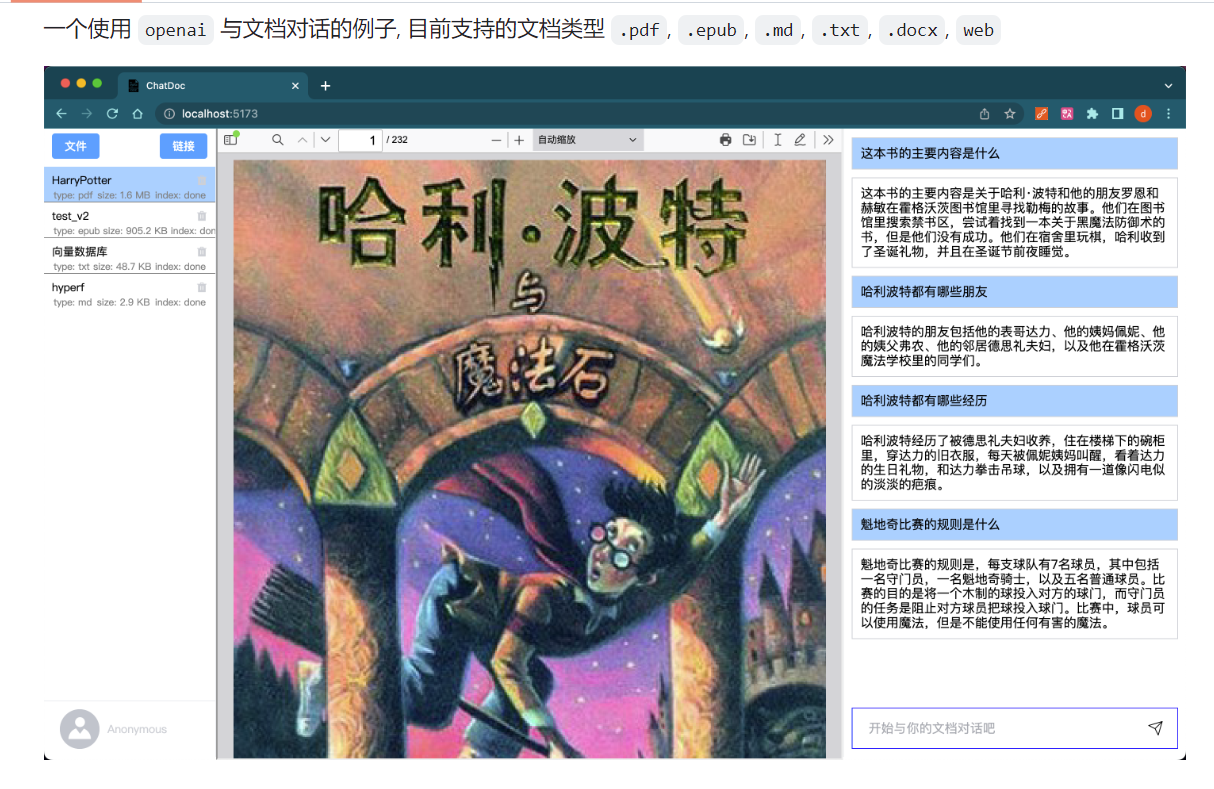 一个使用 openai 与文档对话的例子, 目前支持的文档类型 .pdf, .epub, .md, .txt, .docx, web
ChatDoc
localhost:5173
d
文件 链接
HarryPotter
type: pdf size: 1.6 MB index: done
test_v2
type: epub size: 905.2 KB index: don
向量数据库
type: txt size: 48.7 KB index: done
hyperf
type: md size: 2.9 KB index: done
Anonymous
1 / 232 自动缩放
哈利·波特
与
魔法石
这本书的主要内容是什么
这本书的主要内容是关于哈利·波特和他的朋友罗恩和
赫敏在霍格沃茨图书馆里寻找勒梅的故事。他们在图书
馆里搜索禁书区，尝试着找到一本关于黑魔法防御术的
书，但是他们没有成功。他们在宿舍里玩棋，哈利收到
了圣诞礼物，并且在圣诞节前夜睡觉。
哈利波特都有哪些朋友
哈利波特的朋友包括他的表哥达力、他的姨妈佩妮、他
的姨父弗农、他的邻居德思礼夫妇，以及他在霍格沃茨
魔法学校里的同学们。
哈利波特都有哪些经历
哈利波特经历了被德思礼夫妇收养，住在楼梯下的碗柜
里，穿达力的旧衣服，每天被佩妮姨妈叫醒，看着达力
的生日礼物，和达力拳击吊球，以及拥有一道像闪电似
的淡淡的疤痕。
魁地奇比赛的规则是什么
魁地奇比赛的规则是，每支球队有7名球员，其中包括
一名守门员，一名魁地奇骑士，以及五名普通球员。比
赛的目的是将一个木制的球投入对方的球门，而守门员
的任务是阻止对方球员把球投入球门。比赛中，球员可
以使用魔法，但是不能使用任何有害的魔法。
开始与你的文档对话吧